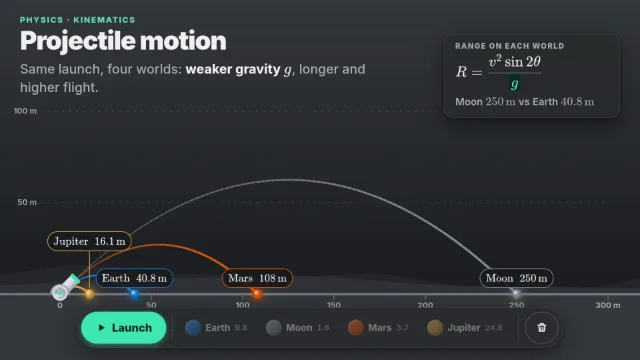 PHYSICS · KINEMATICS
Projectile motion
Same launch, four worlds: weaker gravity g, longer and
higher flight.
RANGE ON EACH WORLD
R = v² sin 2θ / g
Moon 250 m vs Earth 40.8 m
100 m
50 m
Jupiter 16.1 m
Earth 40.8 m
Mars 108 m
Moon 250 m
0 50 100 150 200 250 300 m
Launch
Earth 9.8
Moon 1.6
Mars 3.7
Jupiter 24.8